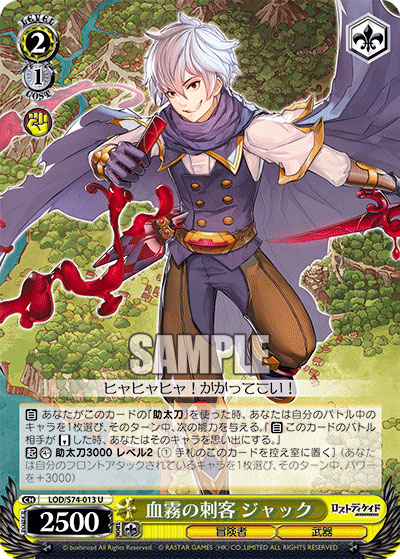 LEVEL
2
1
COST
SAMPLE
ヒャヒャヒャ！かかってこい！
【自】 あなたがこのカードの『助太刀』を使った時、あなたは自分のバトル中の
キャラを1枚選び、そのターン中、次の能力を与える。『【自】 このカードのバトル
相手が【リバース】した時、あなたはそのキャラを思い出にする。』
【起】 助太刀3000 レベル2 ［① 手札のこのカードを控え室に置く］（あなた
は自分のフロントアタックされているキャラを1枚選び、そのターン中、パワー
を＋3000）
CH LOD/S74-013 U
2500
血霧の刺客 ジャック
冒険者 武器
ロストディケイド
© bushiroad All Rights Reserved. © RASTAR GAMES (HK) CO.,LIMITED ALL RIGHTS RESERVED.